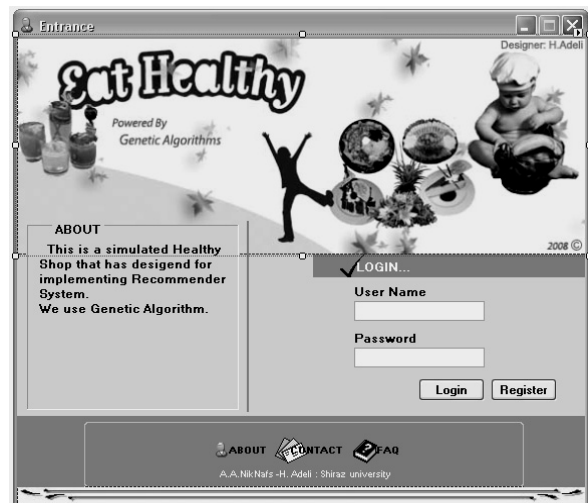 Entrance
Designer: H.Adeli
Eat Healthy
Powered By
Genetic Algorithms
2008 ©
ABOUT
This is a simulated Healthy
Shop that has desigend for
implementing Recommender
System.
We use Genetic Algorithm.
LOGIN...
User Name
Password
Login Register
ABOUT CONTACT FAQ
A.A.NikNafs -H. Adeli : Shiraz university